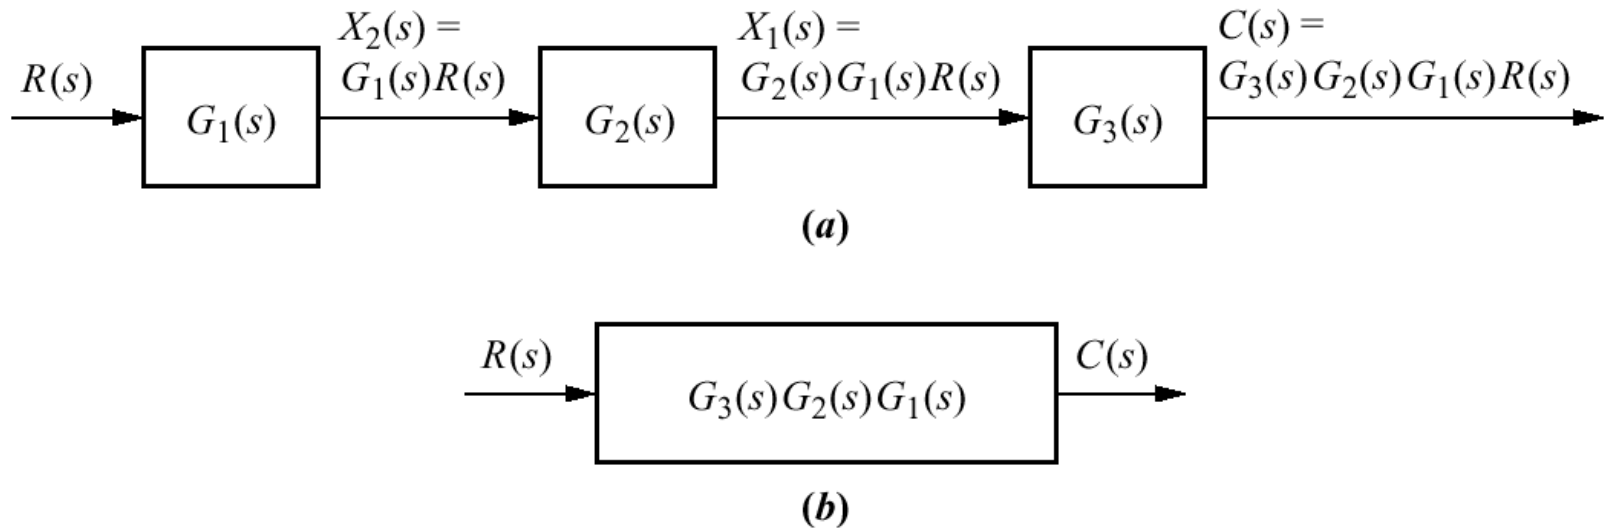 R(s)
G₁(s)
X₂(s) =
G₁(s)R(s)
G₂(s)
X₁(s) =
G₂(s)G₁(s)R(s)
G₃(s)
C(s) =
G₃(s)G₂(s)G₁(s)R(s)
(a)
R(s)
G₃(s)G₂(s)G₁(s)
C(s)
(b)